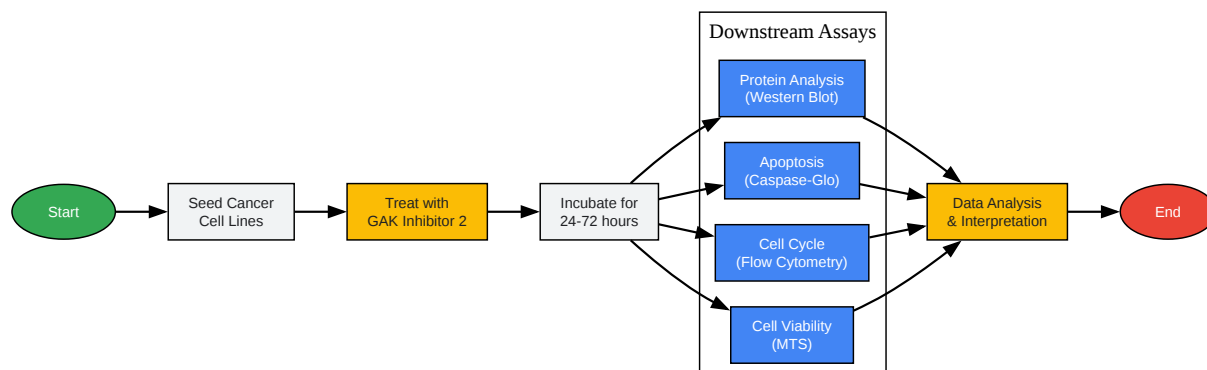 Start
Seed Cancer
Cell Lines
Treat with
GAK Inhibitor 2
Incubate for
24-72 hours
Downstream Assays
Protein Analysis
(Western Blot)
Apoptosis
(Caspase-Glo)
Cell Cycle
(Flow Cytometry)
Cell Viability
(MTS)
Data Analysis
& Interpretation
End